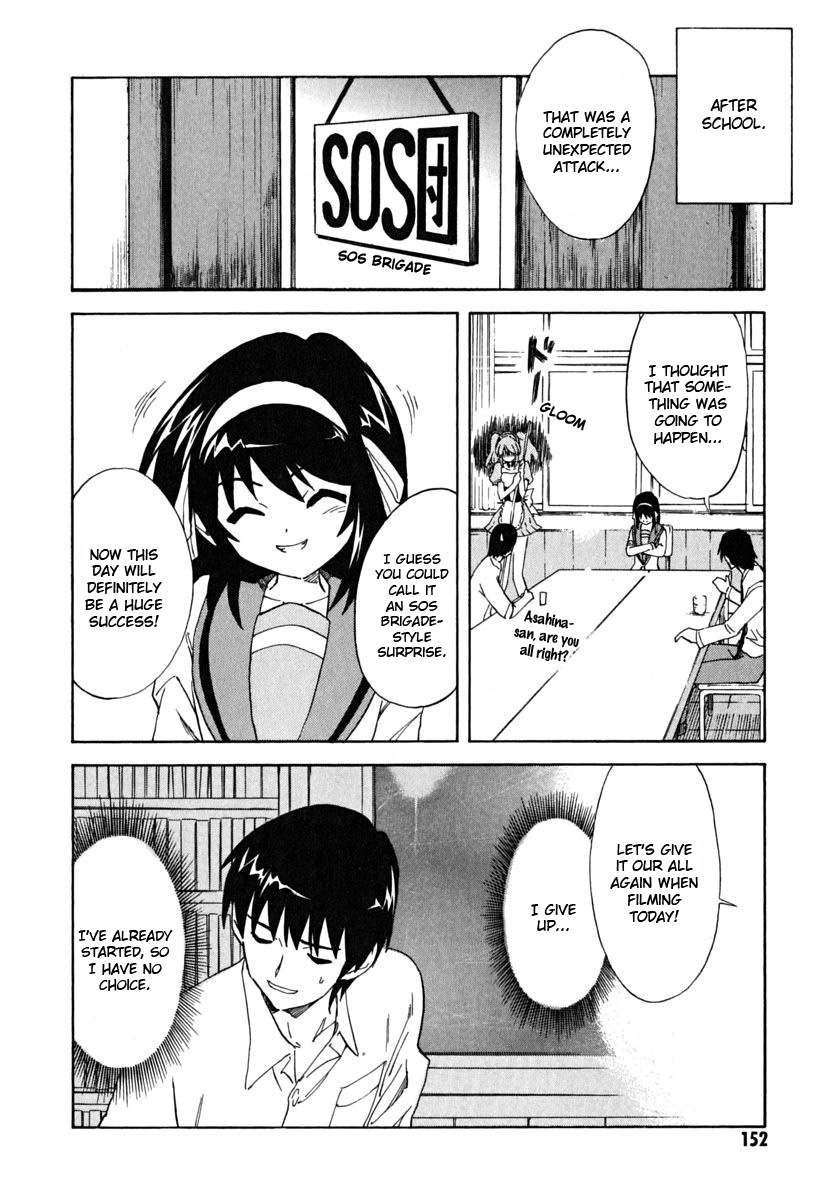 AFTER
SCHOOL.
THAT WAS A
COMPLETELY
UNEXPECTED
ATTACK...
SOS団
SOS BRIGADE
I THOUGHT
THAT SOME-
THING WAS
GOING TO
HAPPEN...
ド
GLOOM
Asahina-
san, are you
all right?
I GUESS
YOU COULD
CALL IT
AN SOS
BRIGADE-
STYLE
SURPRISE.
NOW THIS
DAY WILL
DEFINITELY
BE A HUGE
SUCCESS!
LET'S GIVE
IT OUR ALL
AGAIN WHEN
FILMING
TODAY!
I GIVE
UP...
I'VE ALREADY
STARTED, SO
I HAVE NO
CHOICE.
152